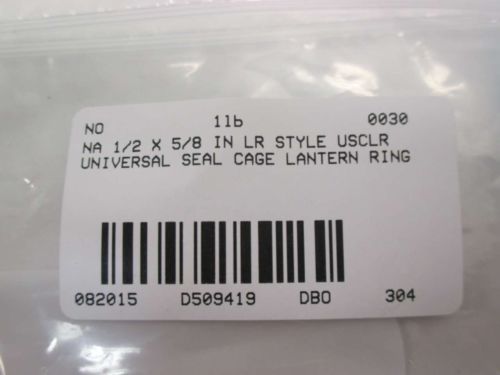 NO 11b 0030
NA 1/2 X 5/8 IN LR STYLE USCLR
UNIVERSAL SEAL CAGE LANTERN RING
082015 D509419 DBO 304